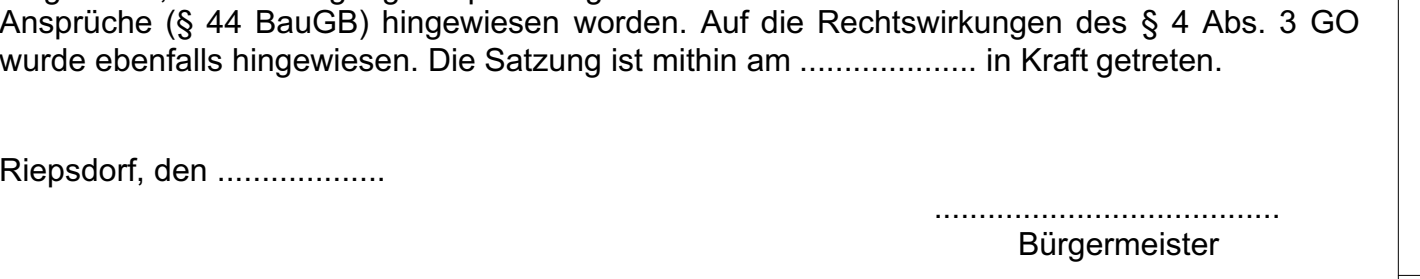 Ansprüche (§ 44 BauGB) hingewiesen worden. Auf die Rechtswirkungen des § 4 Abs. 3 GO
wurde ebenfalls hingewiesen. Die Satzung ist mithin am .................... in Kraft getreten.
Riepsdorf, den ...................
.......................................
Bürgermeister